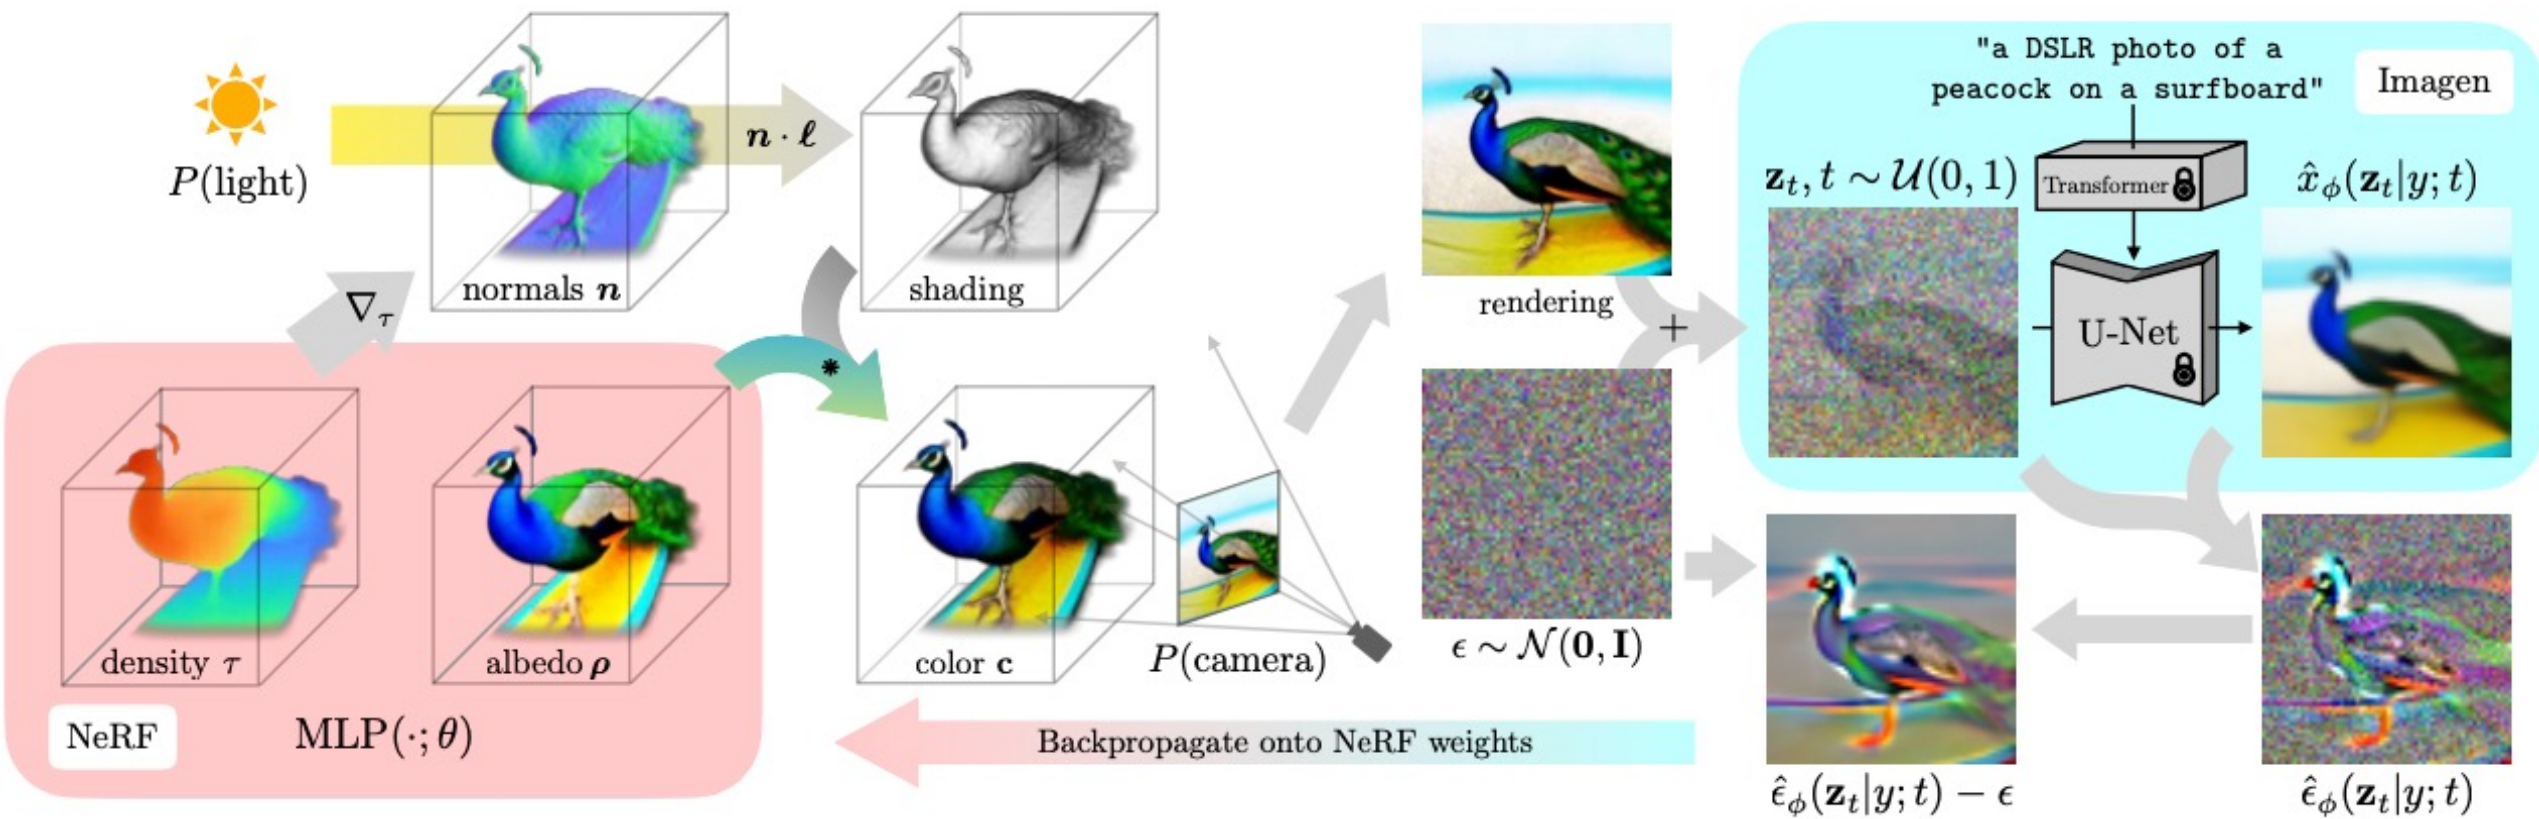 P(light)
n · ℓ
normals n
shading
∇τ
*
density τ
albedo ρ
NeRF
MLP(·; θ)
color c
P(camera)
rendering
+
ϵ ∼ 𝒩(0, I)
Backpropagate onto NeRF weights
"a DSLR photo of a
peacock on a surfboard"
Imagen
z_t, t ∼ 𝒰(0, 1)
Transformer
x̂_ϕ(z_t|y; t)
U-Net
ϵ̂_ϕ(z_t|y; t) − ϵ
ϵ̂_ϕ(z_t|y; t)